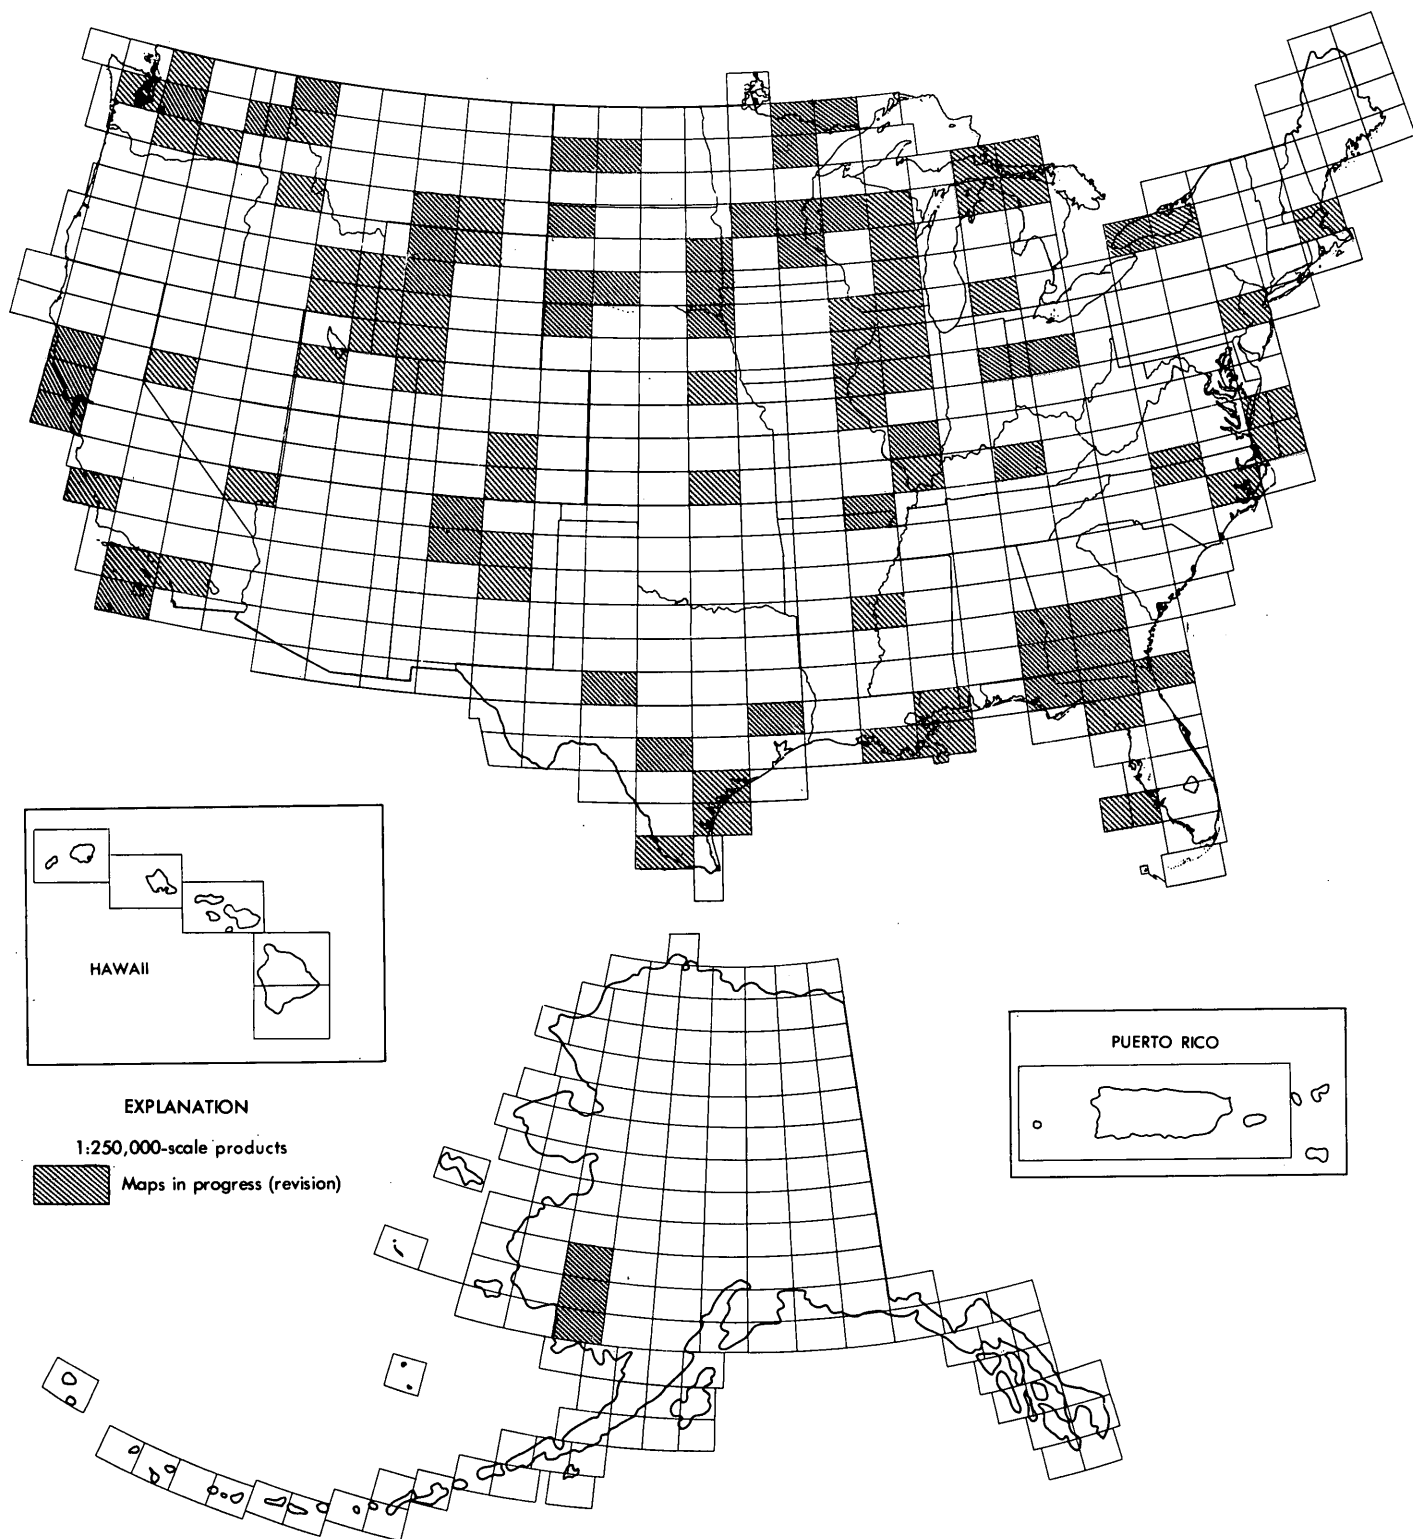 HAWAII
PUERTO RICO
EXPLANATION
1:250,000-scale products
Maps in progress (revision)